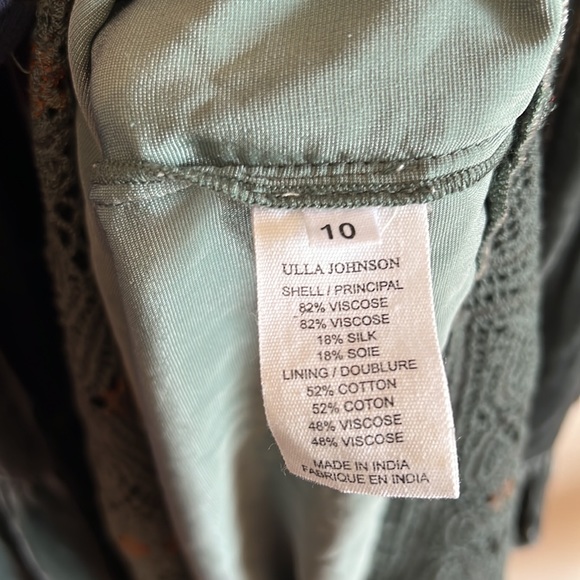 10
ULLA JOHNSON
SHELL / PRINCIPAL
82% VISCOSE
82% VISCOSE
18% SILK
18% SOIE
LINING / DOUBLURE
52% COTTON
52% COTON
48% VISCOSE
48% VISCOSE
MADE IN INDIA
FABRIQUE EN INDIA